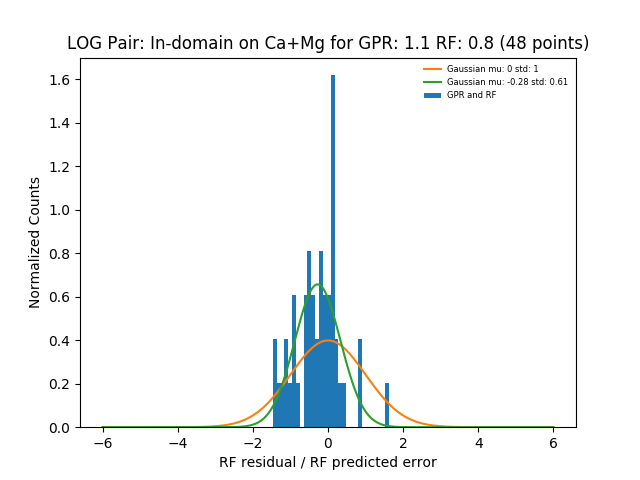 LOG Pair: In-domain on Ca+Mg for GPR: 1.1 RF: 0.8 (48 points)
Gaussian mu: 0 std: 1
Gaussian mu: -0.28 std: 0.61
GPR and RF
Normalized Counts
1.6
1.4
1.2
1.0
0.8
0.6
0.4
0.2
0.0
−6 −4 −2 0 2 4 6
RF residual / RF predicted error